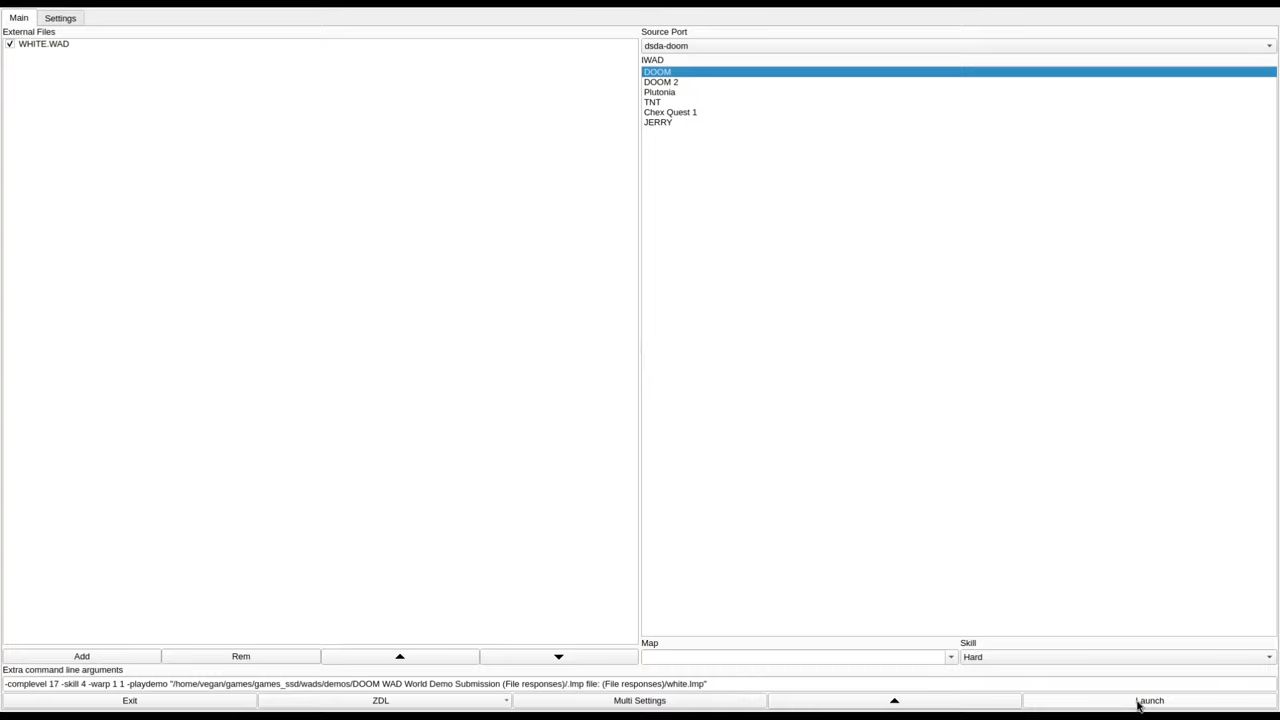 Main Settings
External Files
WHITE.WAD
Source Port
dsda-doom
IWAD
DOOM
DOOM 2
Plutonia
TNT
Chex Quest 1
JERRY
Map
Skill
Hard
Add Rem
Extra command line arguments
-complevel 17 -skill 4 -warp 1 1 -playdemo "/home/vegan/games/games_ssd/wads/demos/DOOM WAD World Demo Submission (File responses)/.lmp file: (File responses)/white.lmp"
Exit ZDL Multi Settings Launch